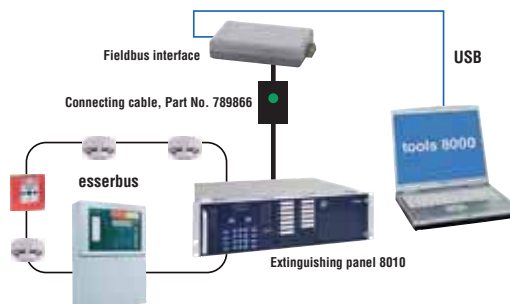 Fieldbus interface
USB
Connecting cable, Part No. 789866
tools 8000
esserbus
Extinguishing panel 8010